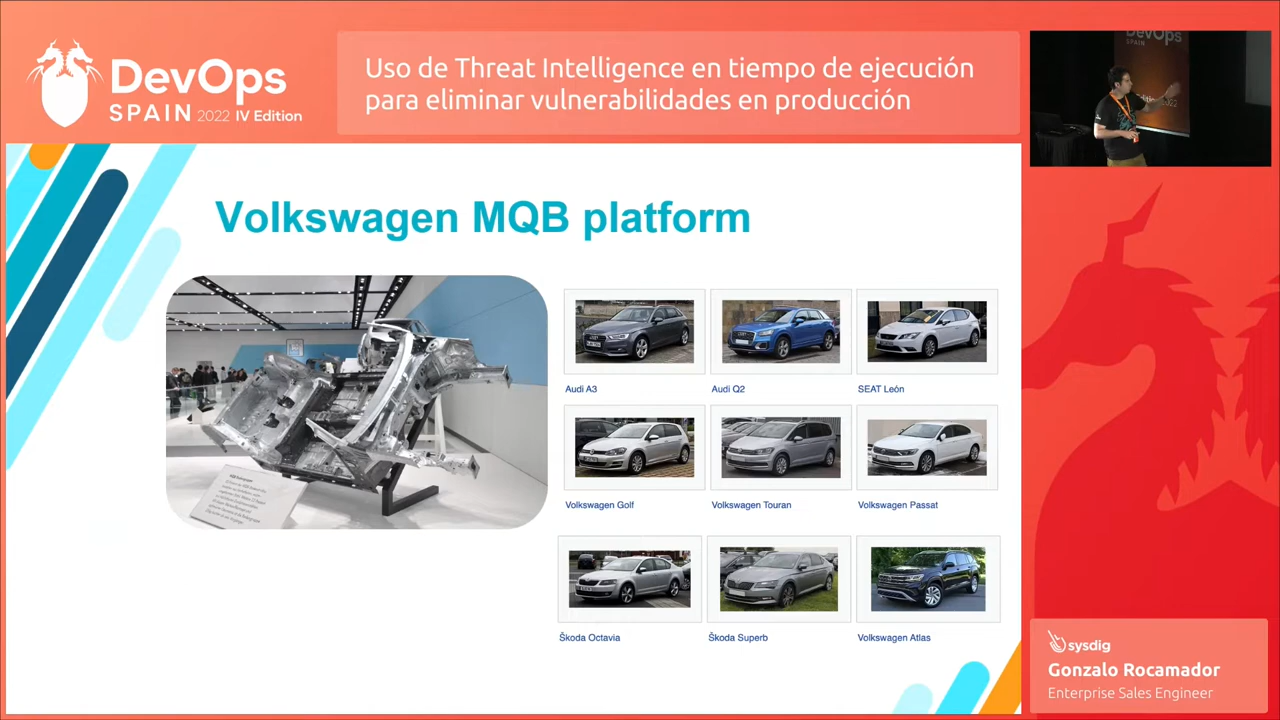 DevOps
SPAIN 2022 IV Edition
Uso de Threat Intelligence en tiempo de ejecución
para eliminar vulnerabilidades en producción
DevOps
SPAIN
Volkswagen MQB platform
Audi A3
Audi Q2
SEAT León
Volkswagen Golf
Volkswagen Touran
Volkswagen Passat
Škoda Octavia
Škoda Superb
Volkswagen Atlas
sysdig
Gonzalo Rocamador
Enterprise Sales Engineer